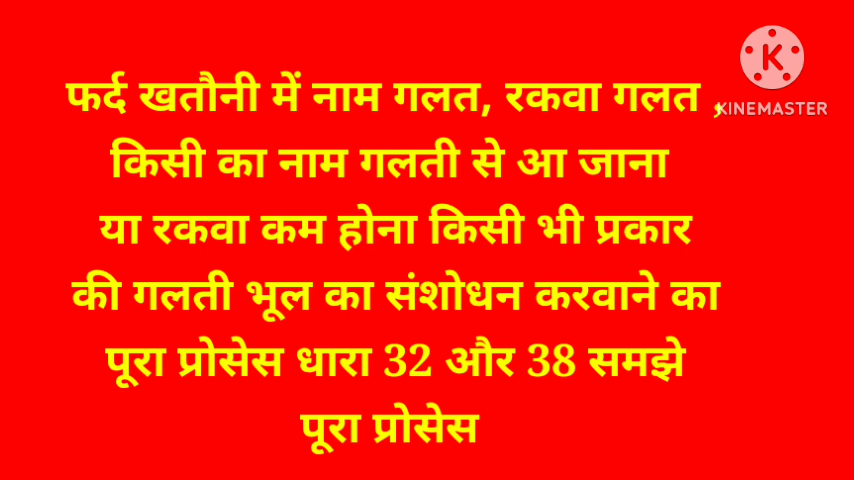 फर्द खतौनी में नाम गलत, रकवा गलत ,
KINEMASTER
किसी का नाम गलती से आ जाना
या रकवा कम होना किसी भी प्रकार
की गलती भूल का संशोधन करवाने का
पूरा प्रोसेस धारा 32 और 38 समझे
पूरा प्रोसेस